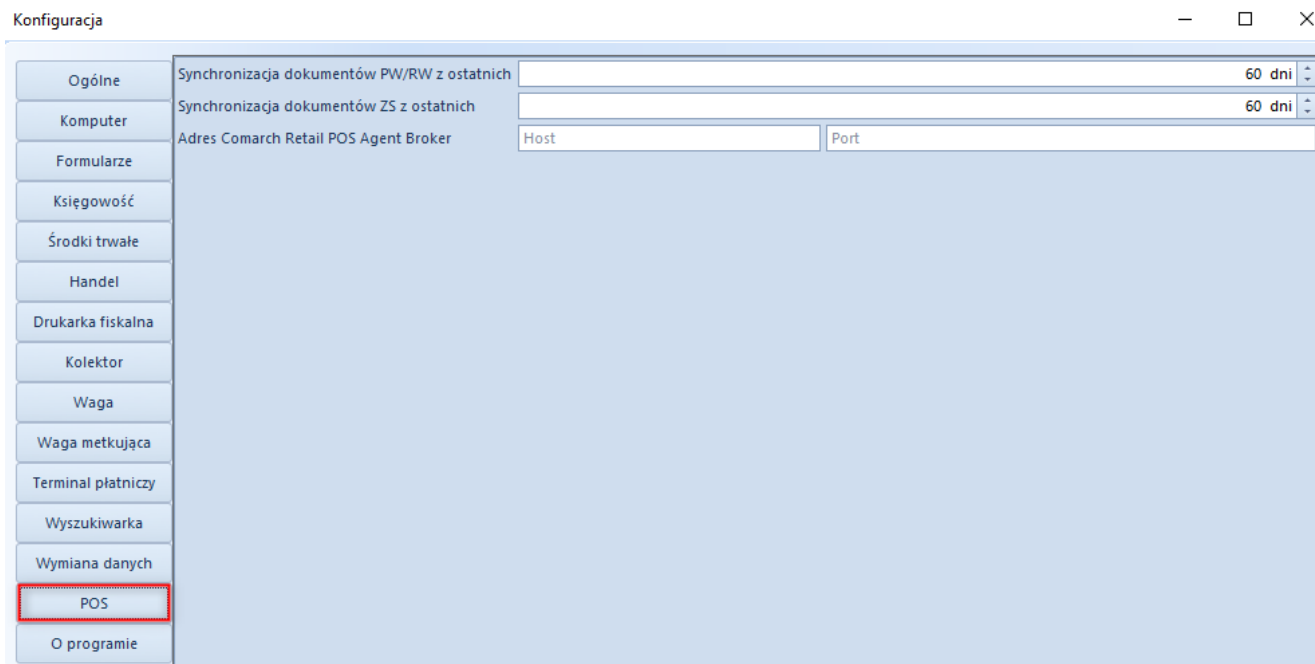 Konfiguracja
Ogólne
Komputer
Formularze
Księgowość
Środki trwałe
Handel
Drukarka fiskalna
Kolektor
Waga
Waga metkująca
Terminal płatniczy
Wyszukiwarka
Wymiana danych
POS
O programie
Synchronizacja dokumentów PW/RW z ostatnich 60 dni
Synchronizacja dokumentów ZS z ostatnich 60 dni
Adres Comarch Retail POS Agent Broker Host Port